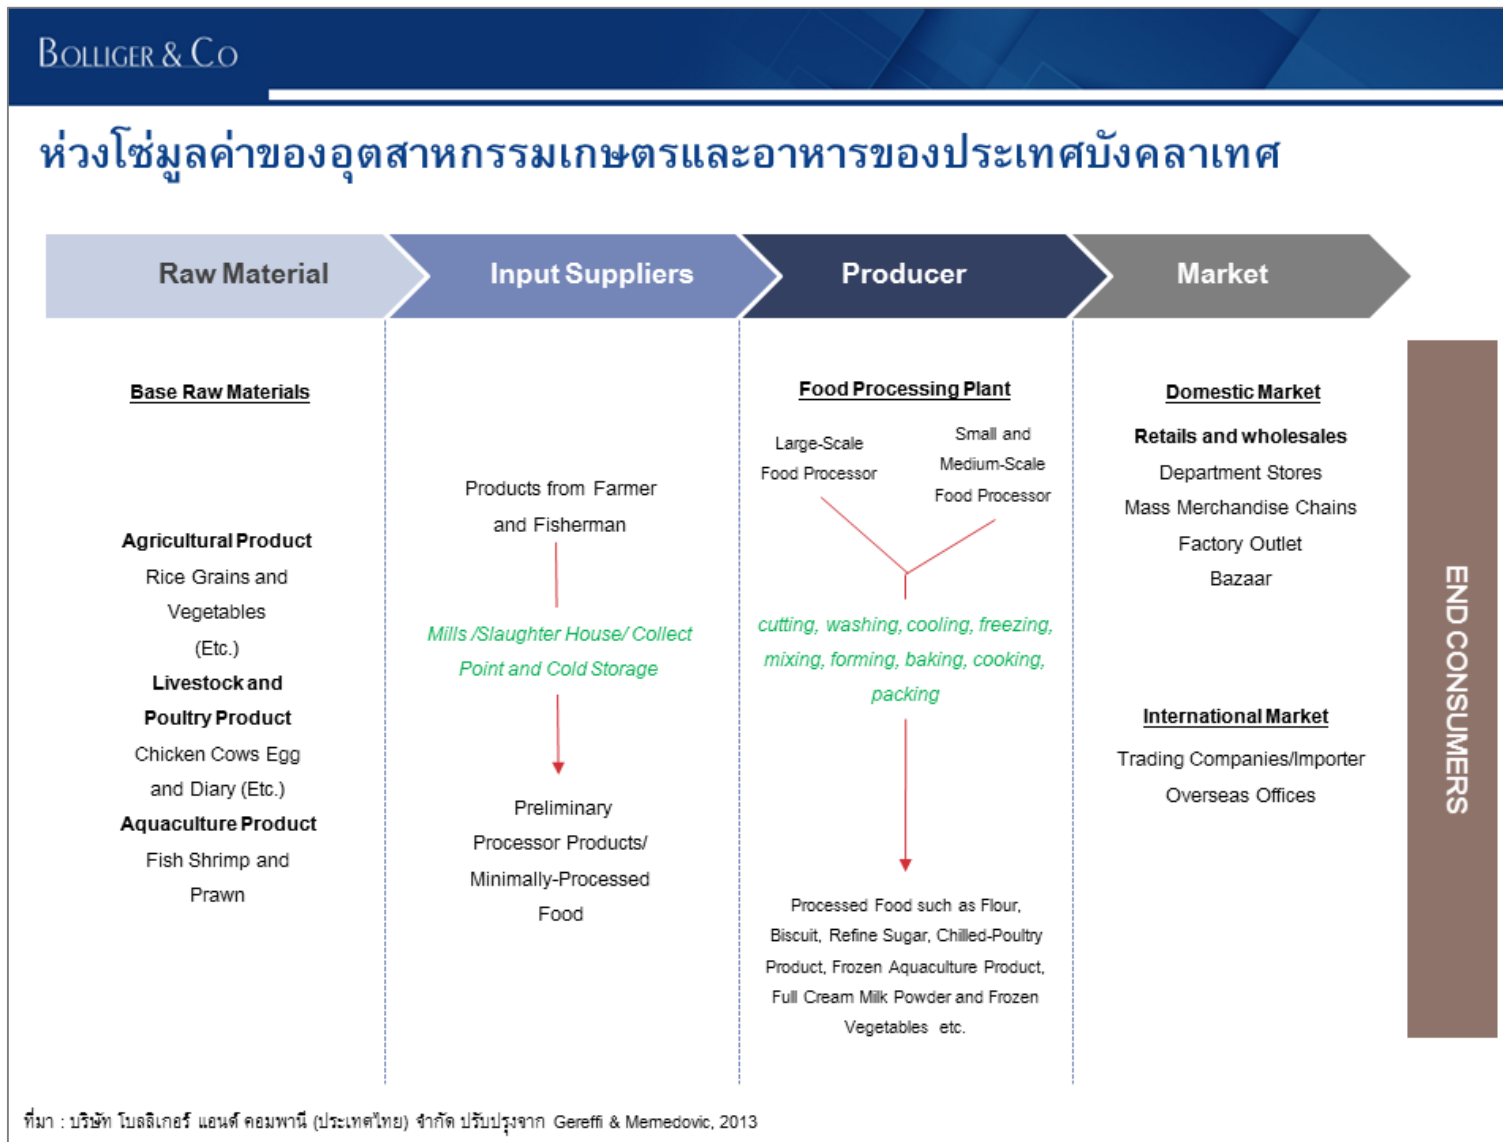 BOLLIGER & CO
ห่วงโซ่มูลค่าของอุตสาหกรรมเกษตรและอาหารของประเทศบังคลาเทศ
Raw Material
Input Suppliers
Producer
Market
Base Raw Materials
Agricultural Product
Rice Grains and
Vegetables
(Etc.)
Livestock and
Poultry Product
Chicken Cows Egg
and Diary (Etc.)
Aquaculture Product
Fish Shrimp and
Prawn
Products from Farmer
and Fisherman
Mills /Slaughter House/ Collect
Point and Cold Storage
Preliminary
Processor Products/
Minimally-Processed
Food
Food Processing Plant
Large-Scale
Food Processor
Small and
Medium-Scale
Food Processor
cutting, washing, cooling, freezing,
mixing, forming, baking, cooking,
packing
Processed Food such as Flour,
Biscuit, Refine Sugar, Chilled-Poultry
Product, Frozen Aquaculture Product,
Full Cream Milk Powder and Frozen
Vegetables etc.
Domestic Market
Retails and wholesales
Department Stores
Mass Merchandise Chains
Factory Outlet
Bazaar
International Market
Trading Companies/Importer
Overseas Offices
END CONSUMERS
ที่มา : บริษัท โบลลิเกอร์ แอนด์ คอมพานี (ประเทศไทย) จำกัด ปรับปรุงจาก Gereffi & Memedovic, 2013